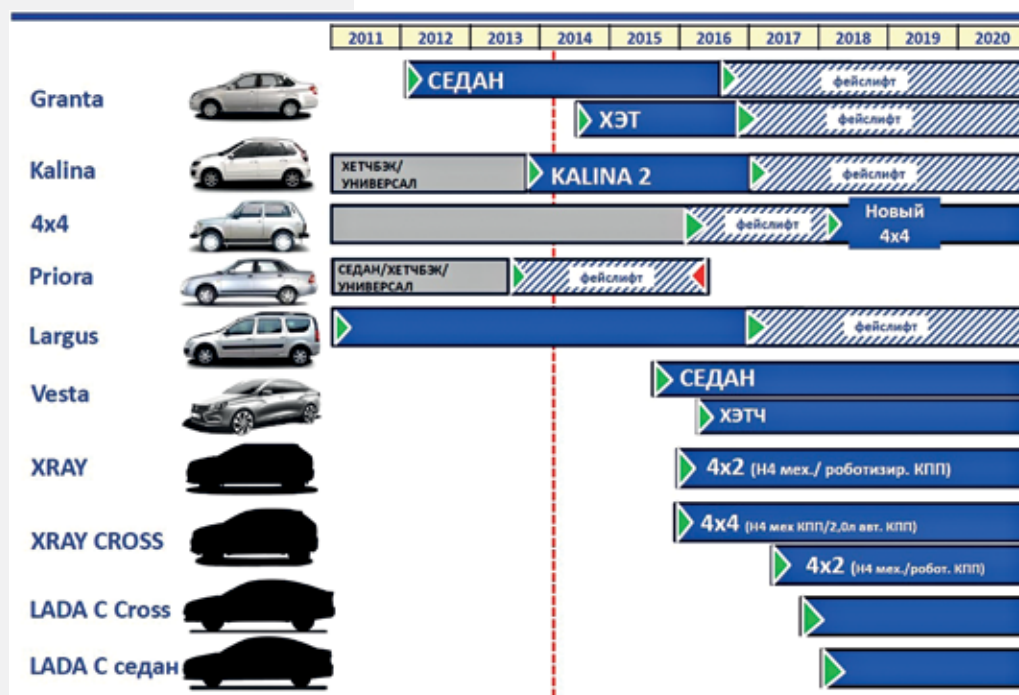 2011 2012 2013 2014 2015 2016 2017 2018 2019 2020
Granta
СЕДАН фейслифт
ХЭТ фейслифт
Kalina
ХЕТЧБЭК/
УНИВЕРСАЛ
KALINA 2 фейслифт
4x4
фейслифт
Новый
4x4
Priora
СЕДАН/ХЕТЧБЭК/
УНИВЕРСАЛ
фейслифт
Largus
фейслифт
Vesta
СЕДАН
ХЭТЧ
XRAY
4x2 (Н4 мех./ роботизир. КПП)
XRAY CROSS
4x4 (Н4 мех КПП/2,0л авт. КПП)
4x2 (Н4 мех./робот. КПП)
LADA C Cross
LADA C седан